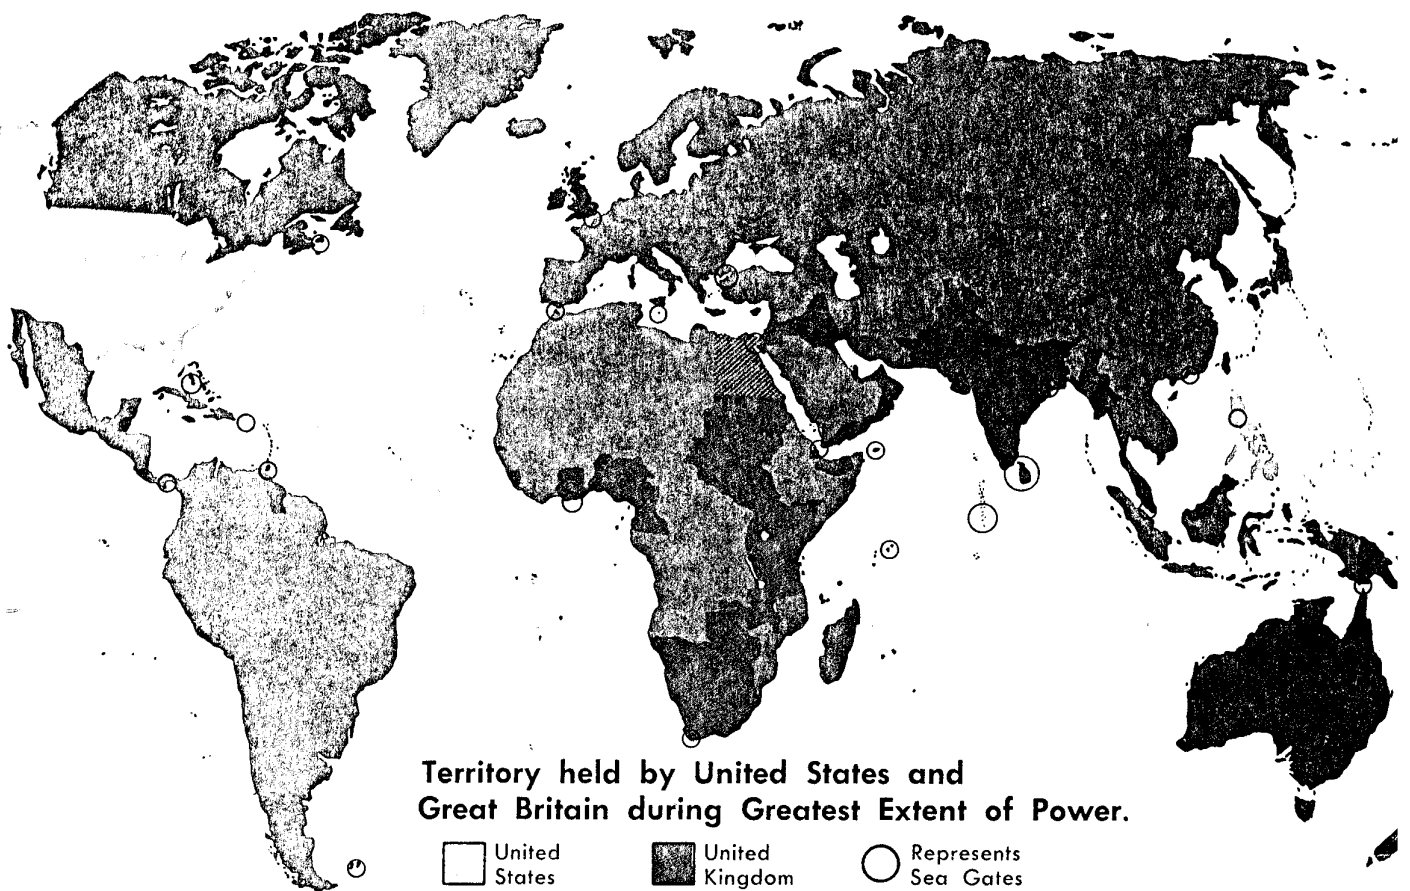 Territory held by United States and
Great Britain during Greatest Extent of Power.
United
States
United
Kingdom
Represents
Sea Gates